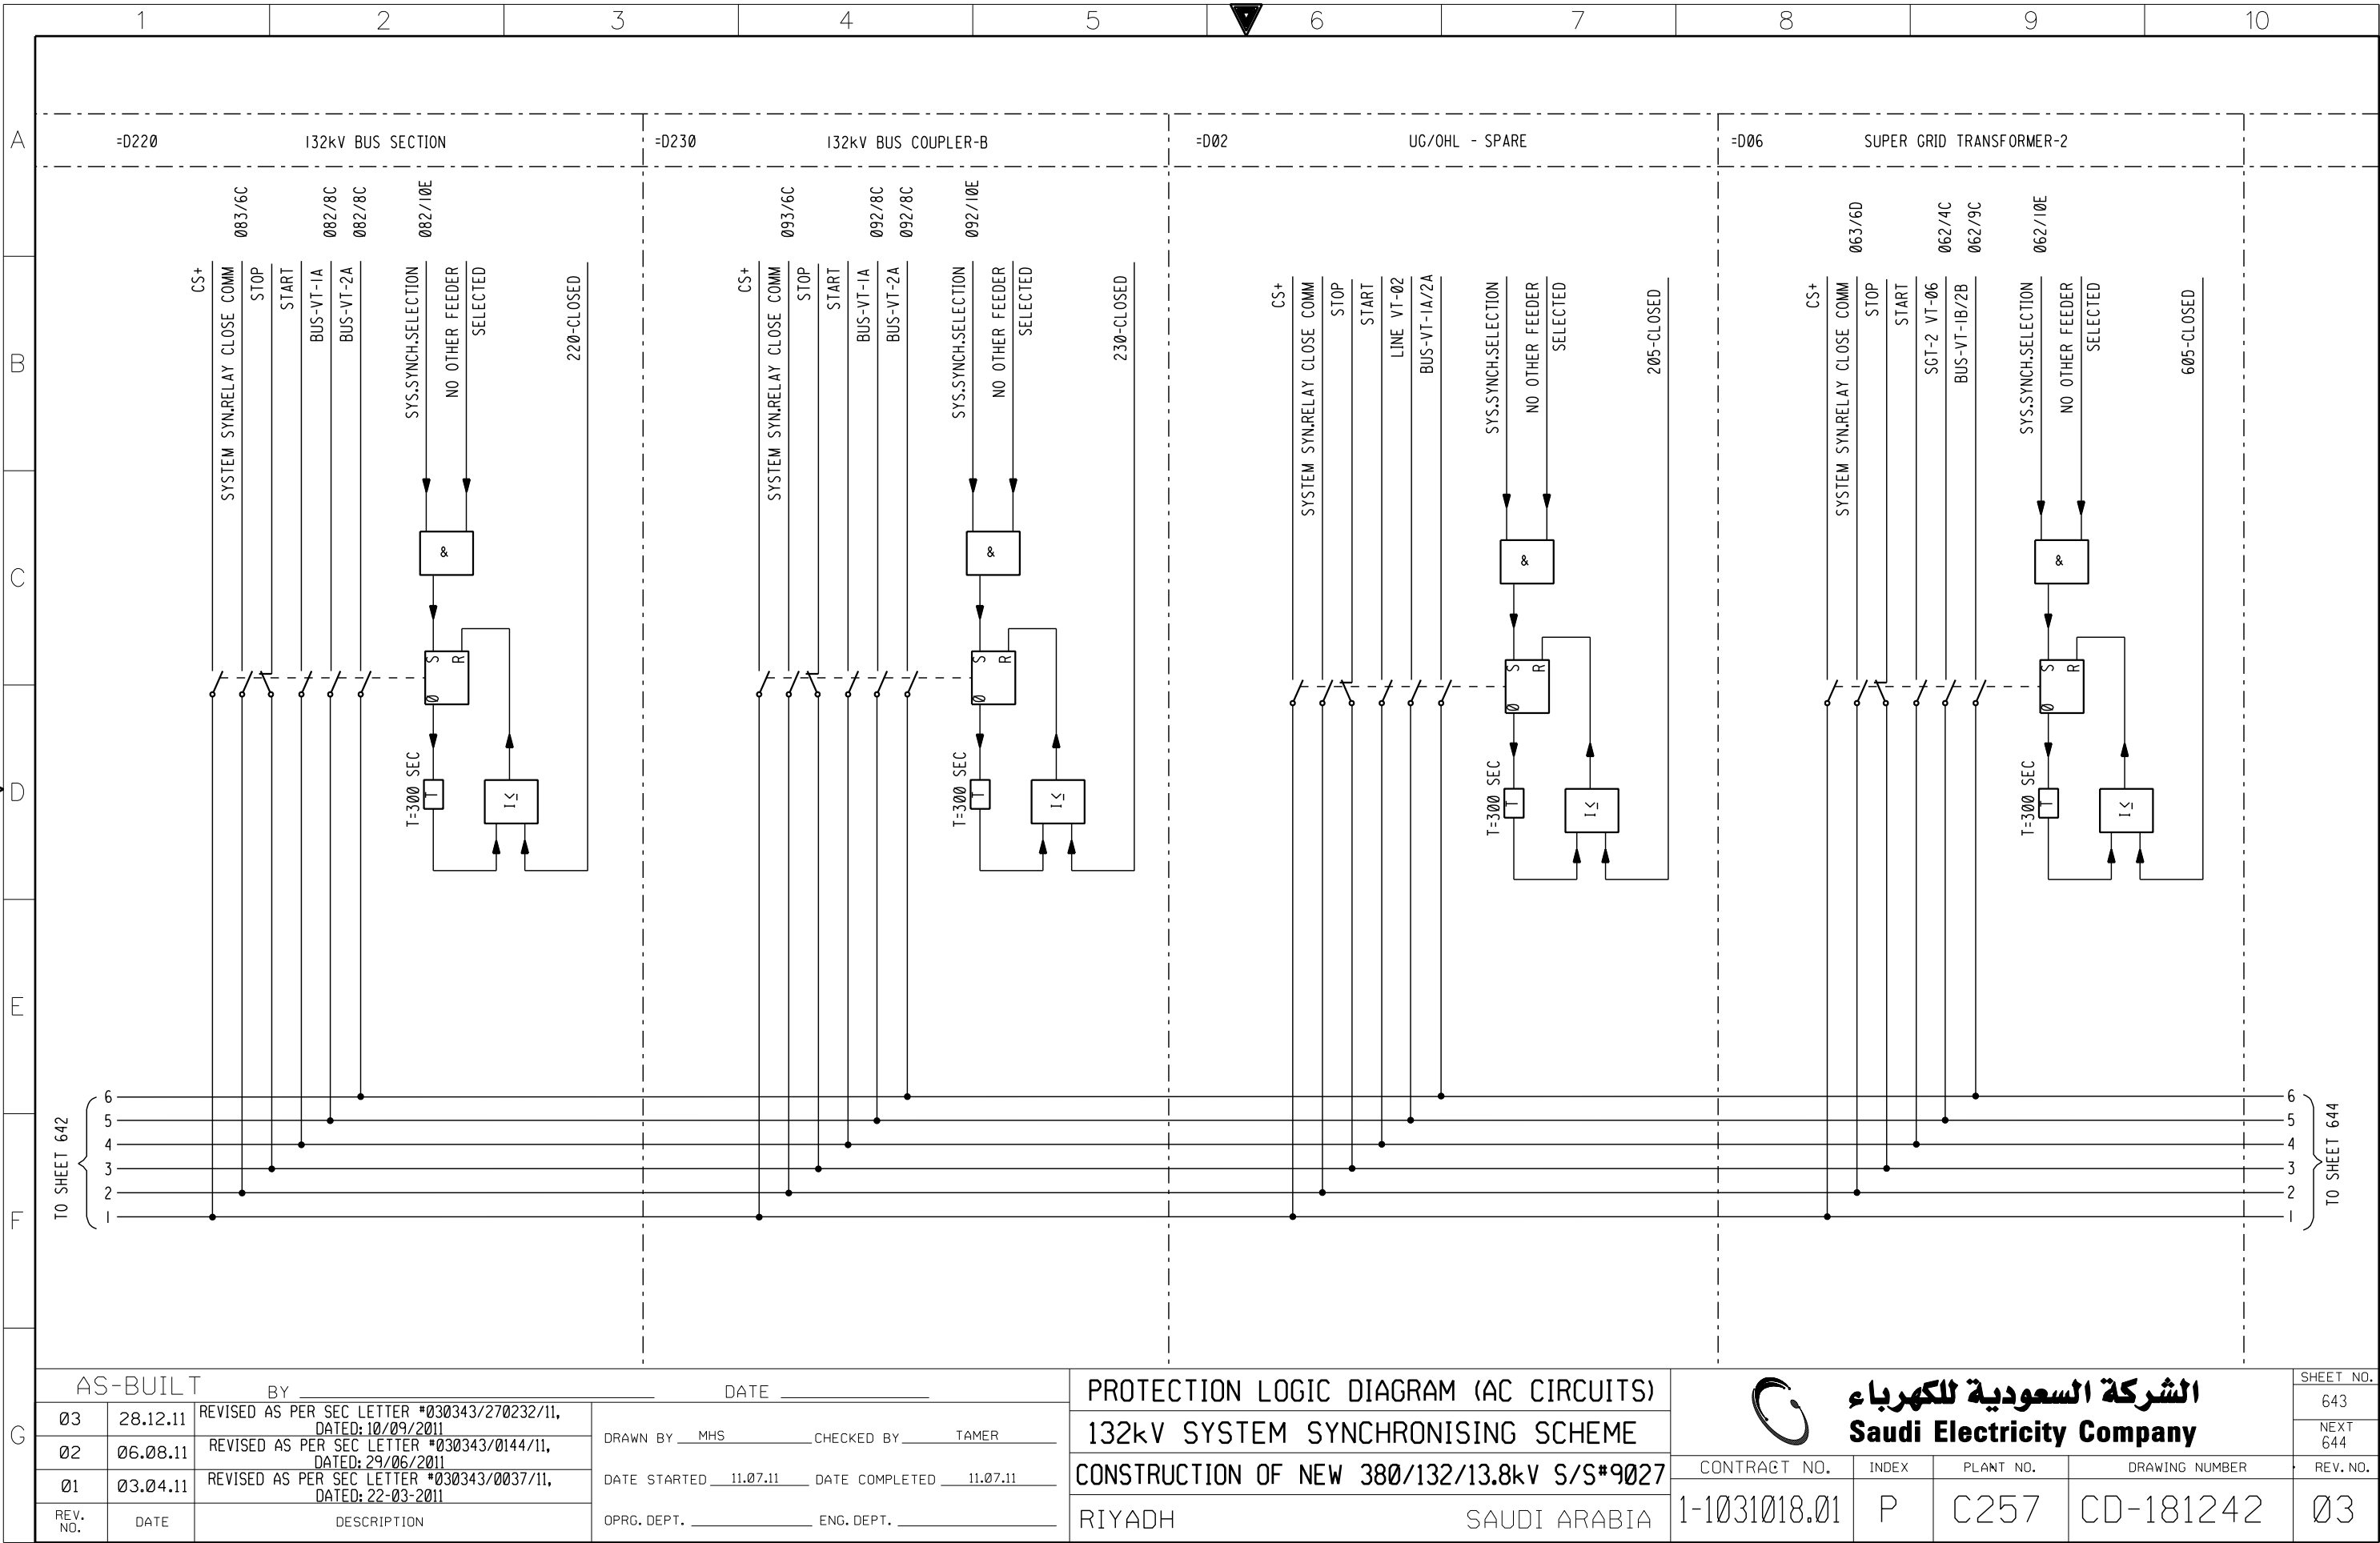 1 2 3 4 5 6 7 8 9 10
A
B
C
D
E
F
G
=D220 132kV BUS SECTION
083/6C
082/8C
082/8C
082/10E
CS+
SYSTEM SYN.RELAY CLOSE COMM
STOP
START
BUS-VT-1A
BUS-VT-2A
SYS.SYNCH.SELECTION
NO OTHER FEEDER
SELECTED
220-CLOSED
&
S
R
Ø
T=300 SEC
T
I ≤
=D230 132kV BUS COUPLER-B
093/6C
092/8C
092/8C
092/10E
CS+
SYSTEM SYN.RELAY CLOSE COMM
STOP
START
BUS-VT-1A
BUS-VT-2A
SYS.SYNCH.SELECTION
NO OTHER FEEDER
SELECTED
230-CLOSED
&
S
R
Ø
T=300 SEC
T
I ≤
=D02 UG/OHL - SPARE
CS+
SYSTEM SYN.RELAY CLOSE COMM
STOP
START
LINE VT-02
BUS-VT-1A/2A
SYS.SYNCH.SELECTION
NO OTHER FEEDER
SELECTED
205-CLOSED
&
S
R
Ø
T=300 SEC
T
I ≤
=D06 SUPER GRID TRANSFORMER-2
063/6D
062/4C
062/9C
062/10E
CS+
SYSTEM SYN.RELAY CLOSE COMM
STOP
START
SGT-2 VT-06
BUS-VT-1B/2B
SYS.SYNCH.SELECTION
NO OTHER FEEDER
SELECTED
605-CLOSED
&
S
R
Ø
T=300 SEC
T
I ≤
TO SHEET 642
6
5
4
3
2
1
6
5
4
3
2
1
TO SHEET 644
AS-BUILT BY DATE
03 28.12.11 REVISED AS PER SEC LETTER #030343/270232/11,
DATED: 10/09/2011
02 06.08.11 REVISED AS PER SEC LETTER #030343/0144/11,
DATED: 29/06/2011
01 03.04.11 REVISED AS PER SEC LETTER #030343/0037/11,
DATED: 22-03-2011
REV. NO. DATE DESCRIPTION
DRAWN BY MHS CHECKED BY TAMER
DATE STARTED 11.07.11 DATE COMPLETED 11.07.11
OPRG. DEPT. ENG. DEPT.
PROTECTION LOGIC DIAGRAM (AC CIRCUITS)
132kV SYSTEM SYNCHRONISING SCHEME
CONSTRUCTION OF NEW 380/132/13.8kV S/S#9027
RIYADH SAUDI ARABIA
الشركة السعودية للكهرباء
Saudi Electricity Company
CONTRACT NO. INDEX PLANT NO. DRAWING NUMBER REV. NO.
1-1031018.01 P C257 CD-181242 03
SHEET NO.
643
NEXT
644